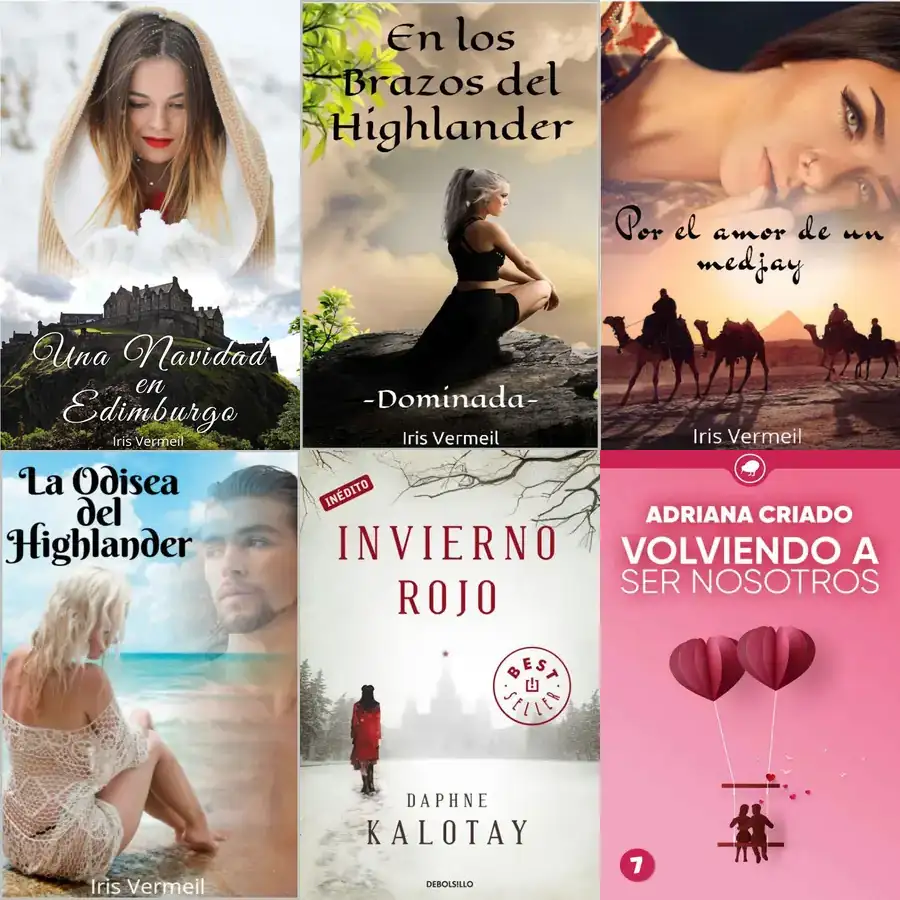 Una Navidad
en
Edimburgo
Iris Vermeil
En los
Brazos del
Highlander
-Dominada-
Iris Vermeil
Por el amor de un
medjay
Iris Vermeil
La Odisea
del
Highlander
Iris Vermeil
INÉDITO
INVIERNO
ROJO
BEST
SELLER
DAPHNE
KALOTAY
DEBOLSILLO
ADRIANA CRIADO
VOLVIENDO A
SER NOSOTROS
7